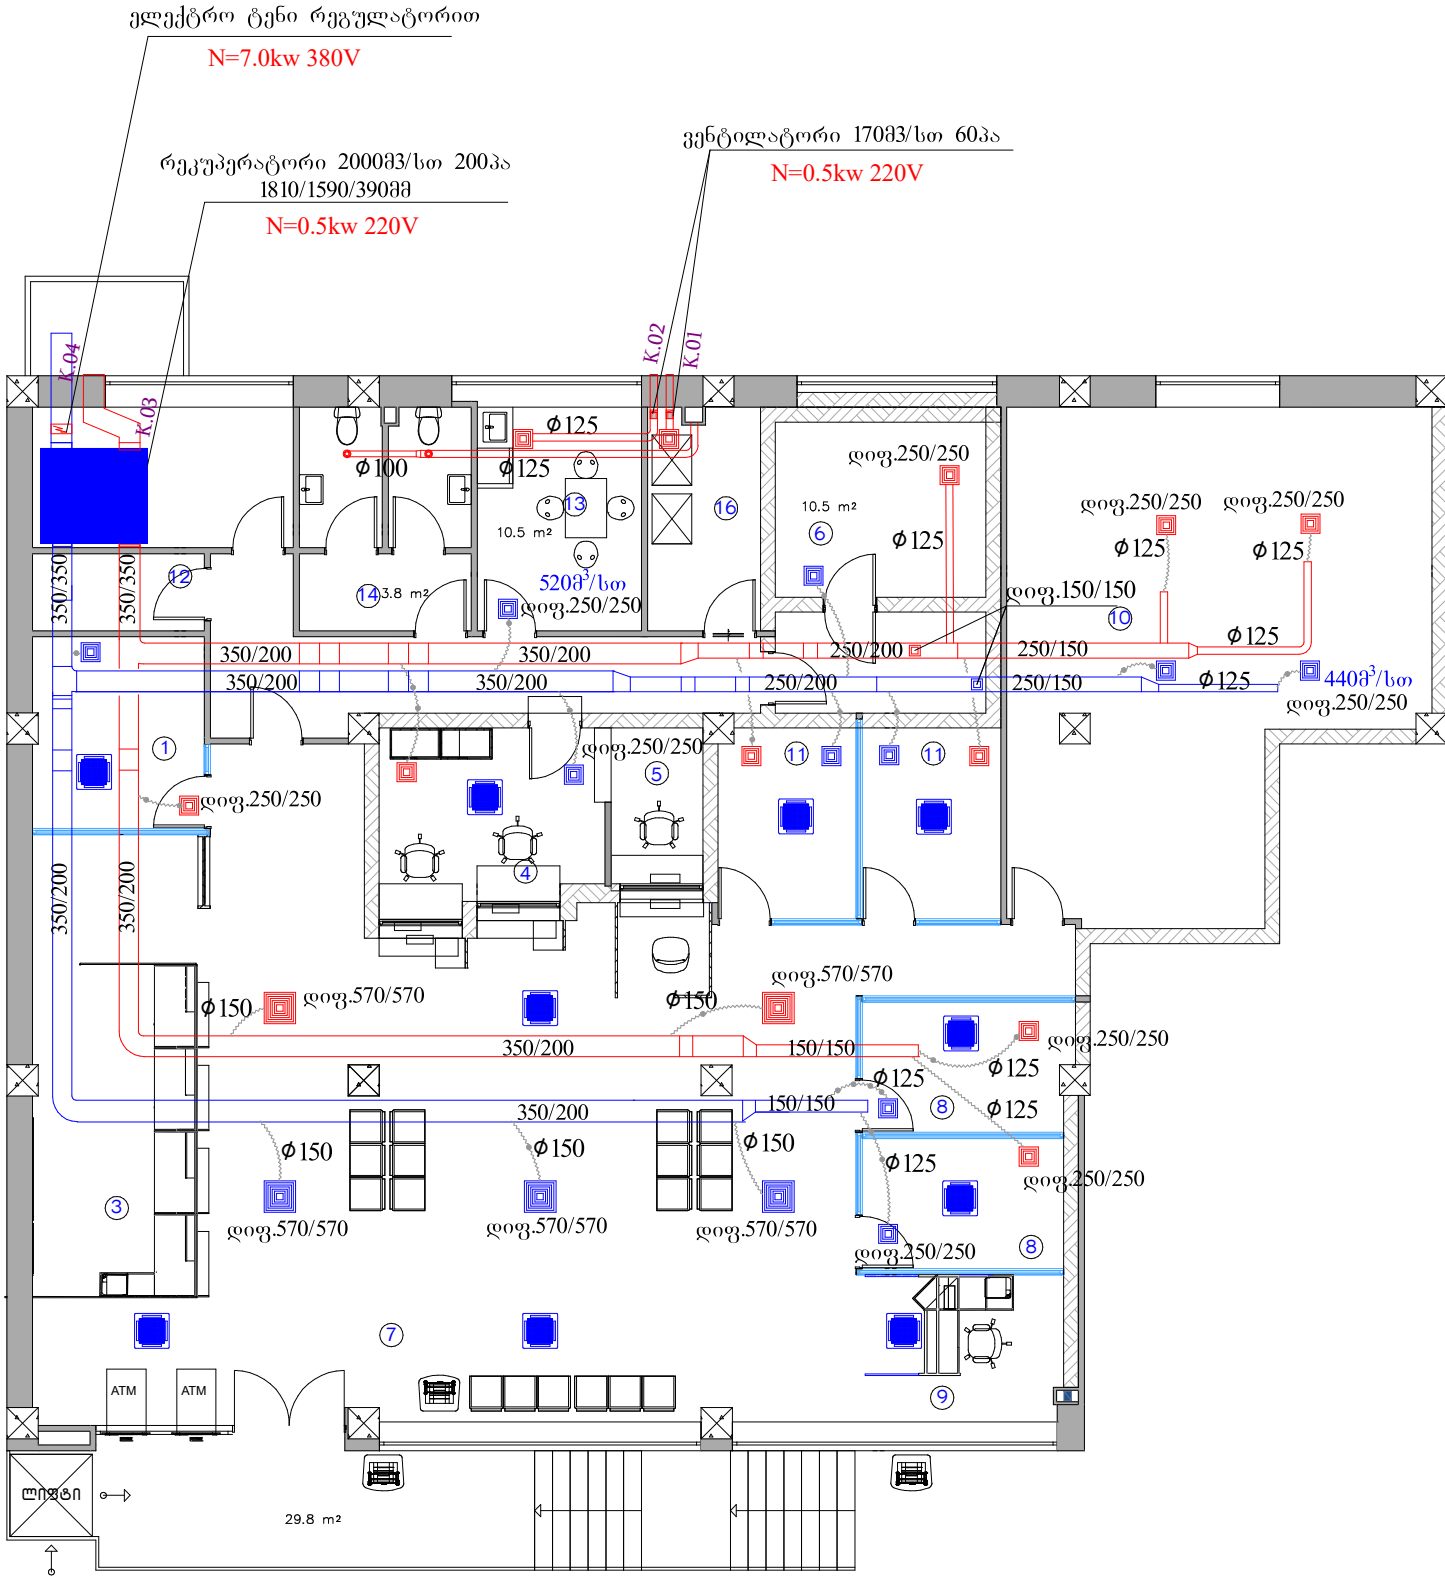 ელექტრო ტენი რეგულატორით
N=7.0kw 380V
ვენტილატორი 170მ3/სთ 60პა
N=0.5kw 220V
რეკუპერატორი 2000მ3/სთ 200პა
1810/1590/390მმ
N=0.5kw 220V
K.04
K.03
K.02
K.01
ϕ125
ϕ100
ϕ125
13
10.5 m²
16
დიფ.250/250
10.5 m²
6
ϕ125
დიფ.250/250
დიფ.250/250
ϕ125
ϕ125
350/350
350/350
12
14
3.8 m²
520მ³/სთ
დიფ.250/250
დიფ.150/150
10
350/200
350/200
250/200
250/150
ϕ125
350/200
350/200
250/200
250/150
ϕ125
440მ³/სთ
დიფ.250/250
1
დიფ.250/250
დიფ.250/250
5
11
11
4
350/200
350/200
ϕ150
დიფ.570/570
ϕ150
დიფ.570/570
350/200
150/150
დიფ.250/250
ϕ125
ϕ125
8
ϕ125
350/200
150/150
ϕ150
ϕ150
ϕ150
ϕ125
დიფ.250/250
3
დიფ.570/570
დიფ.570/570
დიფ.570/570
დიფ.250/250
8
7
9
ATM
ATM
ლიფტი
29.8 m²